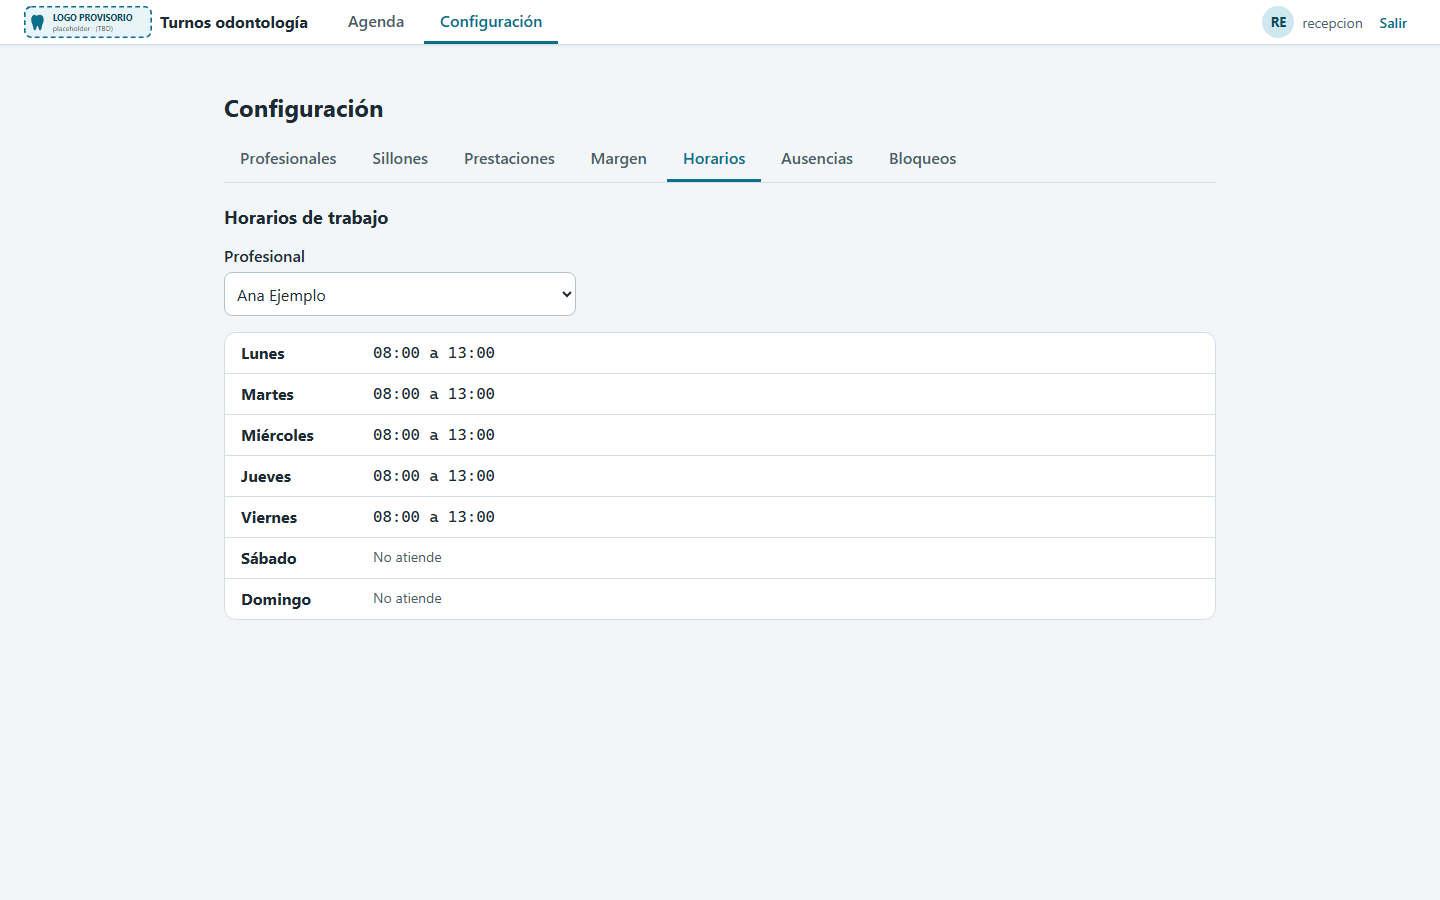 LOGO PROVISORIO
placeholder · (TBD)
Turnos odontología
Agenda
Configuración
RE
recepcion
Salir
Configuración
Profesionales
Sillones
Prestaciones
Margen
Horarios
Ausencias
Bloqueos
Horarios de trabajo
Profesional
Ana Ejemplo
Lunes 08:00 a 13:00
Martes 08:00 a 13:00
Miércoles 08:00 a 13:00
Jueves 08:00 a 13:00
Viernes 08:00 a 13:00
Sábado No atiende
Domingo No atiende